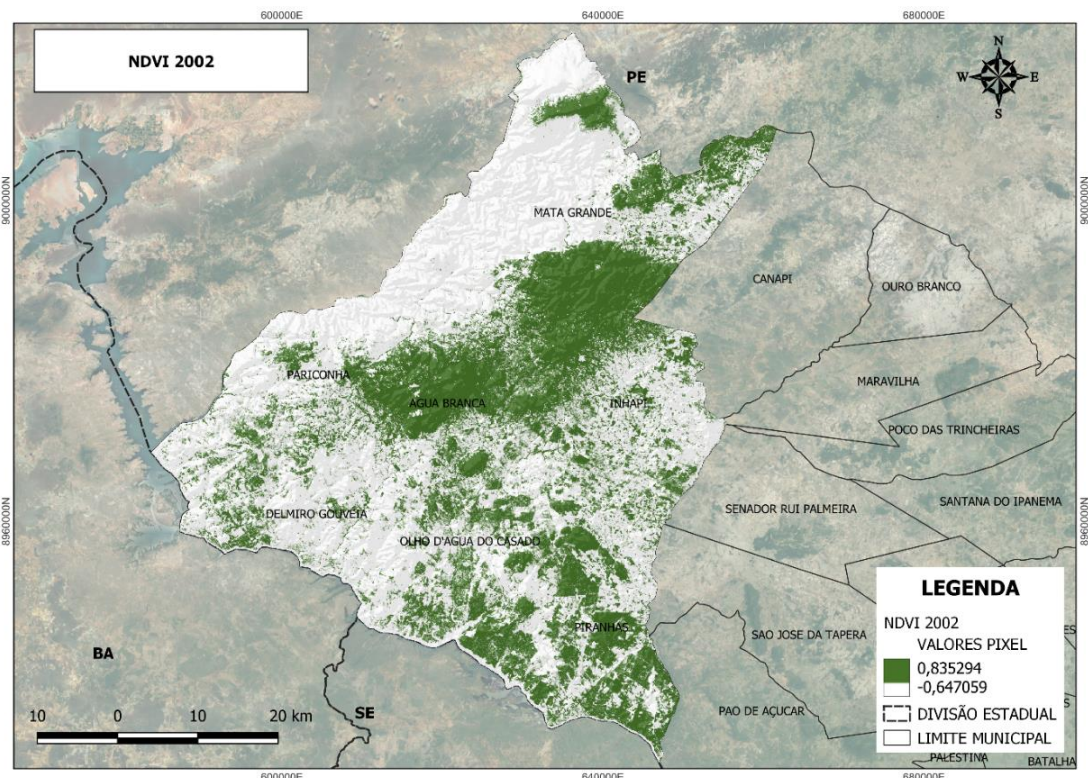 600000E
640000E
680000E
NDVI 2002
PE
N
W
E
S
9000000N
9000000N
MATA GRANDE
CANAPI
OURO BRANCO
PARICONHA
MARAVILHA
AGUA BRANCA
INHAPI
POCO DAS TRINCHEIRAS
SENADOR RUI PALMEIRA
SANTANA DO IPANEMA
8960000N
8960000N
DELMIRO GOUVEIA
OLHO D'AGUA DO CASADO
LEGENDA
NDVI 2002
VALORES PIXEL
0,835294
-0,647059
DIVISÃO ESTADUAL
LIMITE MUNICIPAL
PIRANHAS
SAO JOSE DA TAPERA
BA
SE
PAO DE AÇUCAR
10 0 10 20 km
PALESTINA
BATALHA
600000E
640000E
680000E